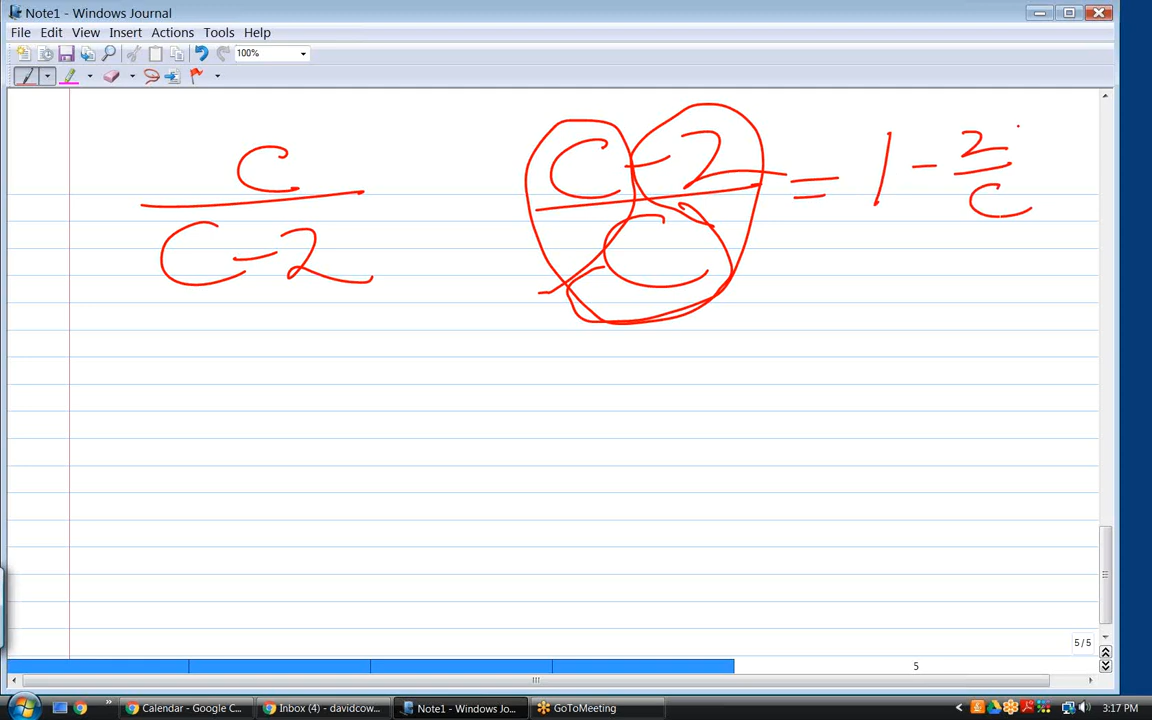 Note1 - Windows Journal
File Edit View Insert Actions Tools Help
100%
C
C-2
C-2
C
= 1 - 2
C
5/5
5
Calendar - Google C...
Inbox (4) - davidcow...
Note1 - Windows Jo...
GoToMeeting
3:17 PM